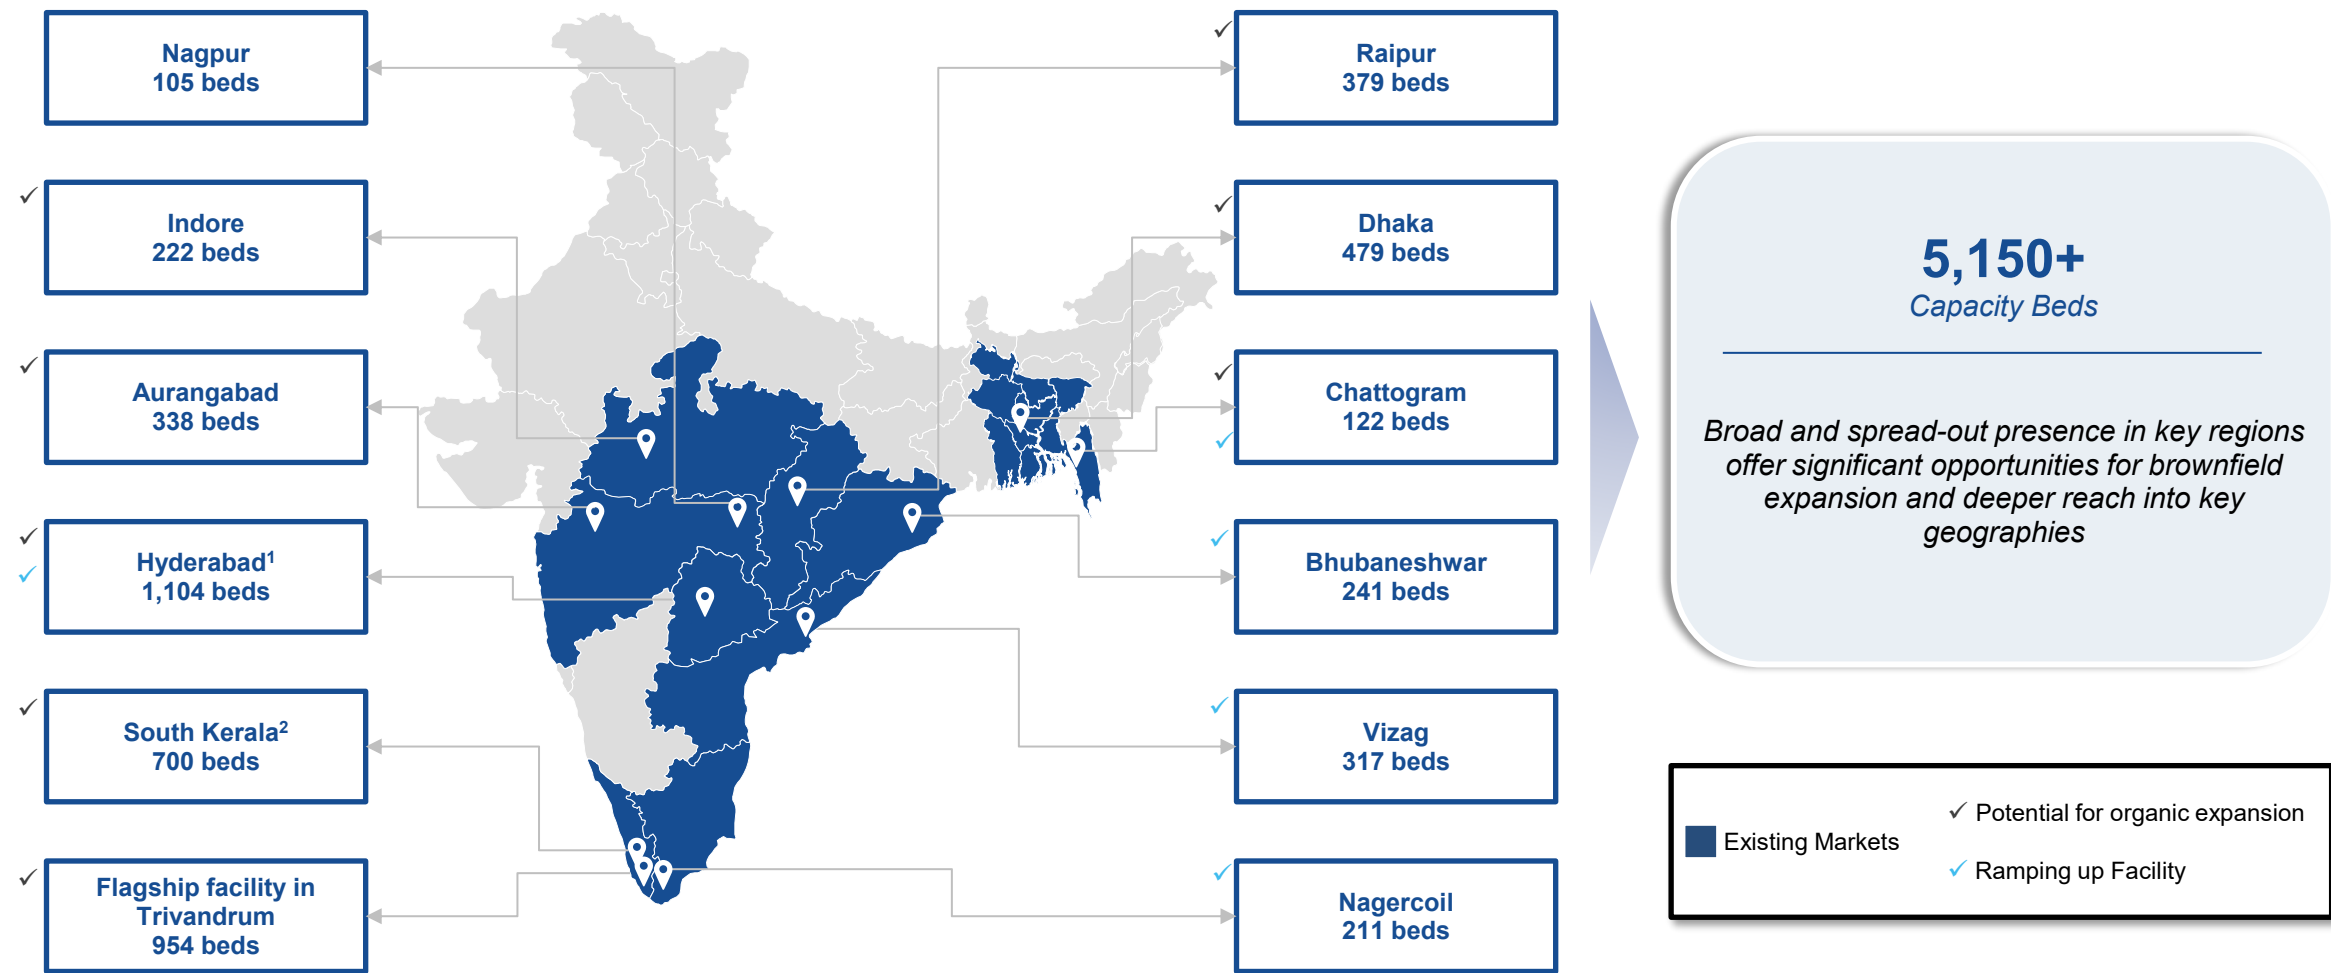 Nagpur
105 beds
Indore
222 beds
Aurangabad
338 beds
Hyderabad¹
1,104 beds
South Kerala²
700 beds
Flagship facility in
Trivandrum
954 beds
Raipur
379 beds
Dhaka
479 beds
Chattogram
122 beds
Bhubaneshwar
241 beds
Vizag
317 beds
Nagercoil
211 beds
5,150+
Capacity Beds
Broad and spread-out presence in key regions
offer significant opportunities for brownfield
expansion and deeper reach into key
geographies
Existing Markets
✓ Potential for organic expansion
✓ Ramping up Facility